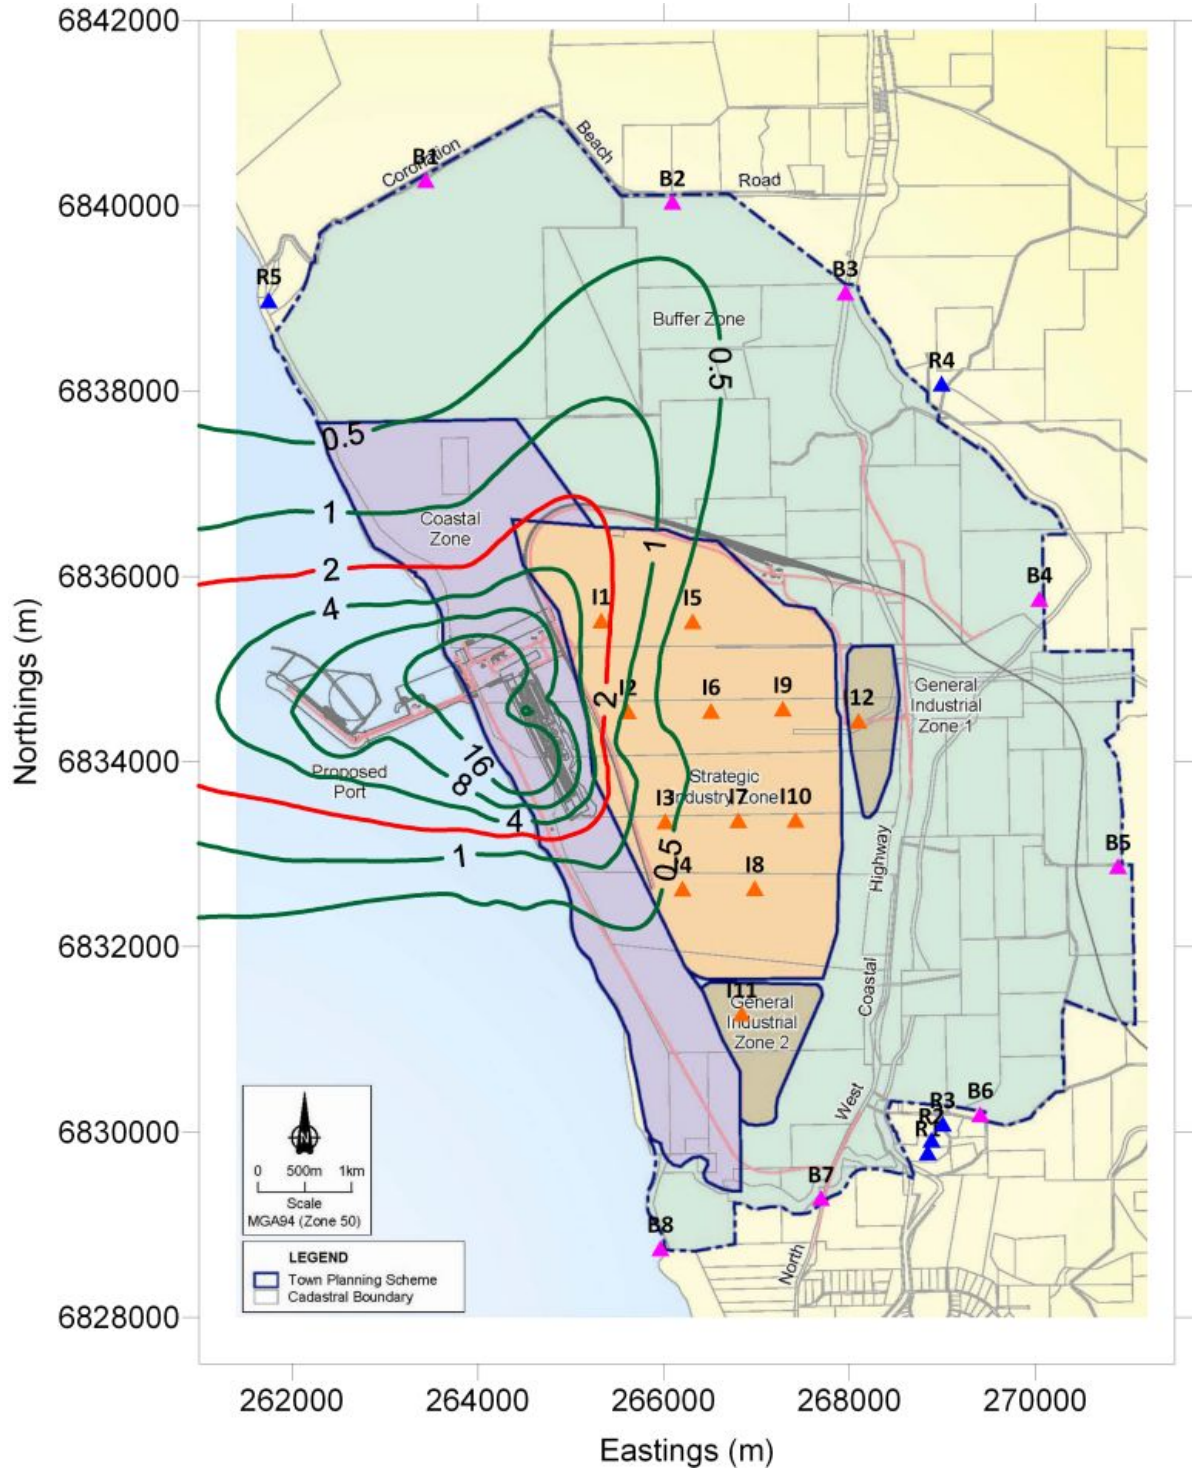 6842000
6840000
6838000
6836000
6834000
6832000
6830000
6828000
Northings (m)
262000
264000
266000
268000
270000
Eastings (m)
Coronation
B1
Beach
B2
Road
R5
B3
Buffer Zone
R4
0.5
0.5
1
Coastal
Zone
2
1
4
I1
I5
B4
2
I2
I6
I9
I12
General
Industrial
Zone 1
16
8
Proposed
Port
Strategic
Industry Zone
I3
I7
I10
4
1
0.5
I4
I8
B5
Highway
Coastal
I11
General
Industrial
Zone 2
West
R3
R2
R1
B6
B7
B8
North
N
0 500m 1km
Scale
MGA94 (Zone 50)
LEGEND
Town Planning Scheme
Cadastral Boundary